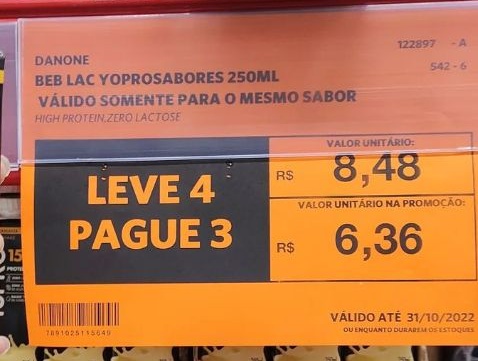 122897 - A
DANONE
542 - 6
BEB LAC YOPROSABORES 250ML
VÁLIDO SOMENTE PARA O MESMO SABOR
HIGH PROTEIN,ZERO LACTOSE
LEVE 4
PAGUE 3
VALOR UNITÁRIO:
R$ 8,48
VALOR UNITÁRIO NA PROMOÇÃO:
R$ 6,36
7891025115649
VÁLIDO ATÉ 31/10/2022
OU ENQUANTO DURAREM OS ESTOQUES
15